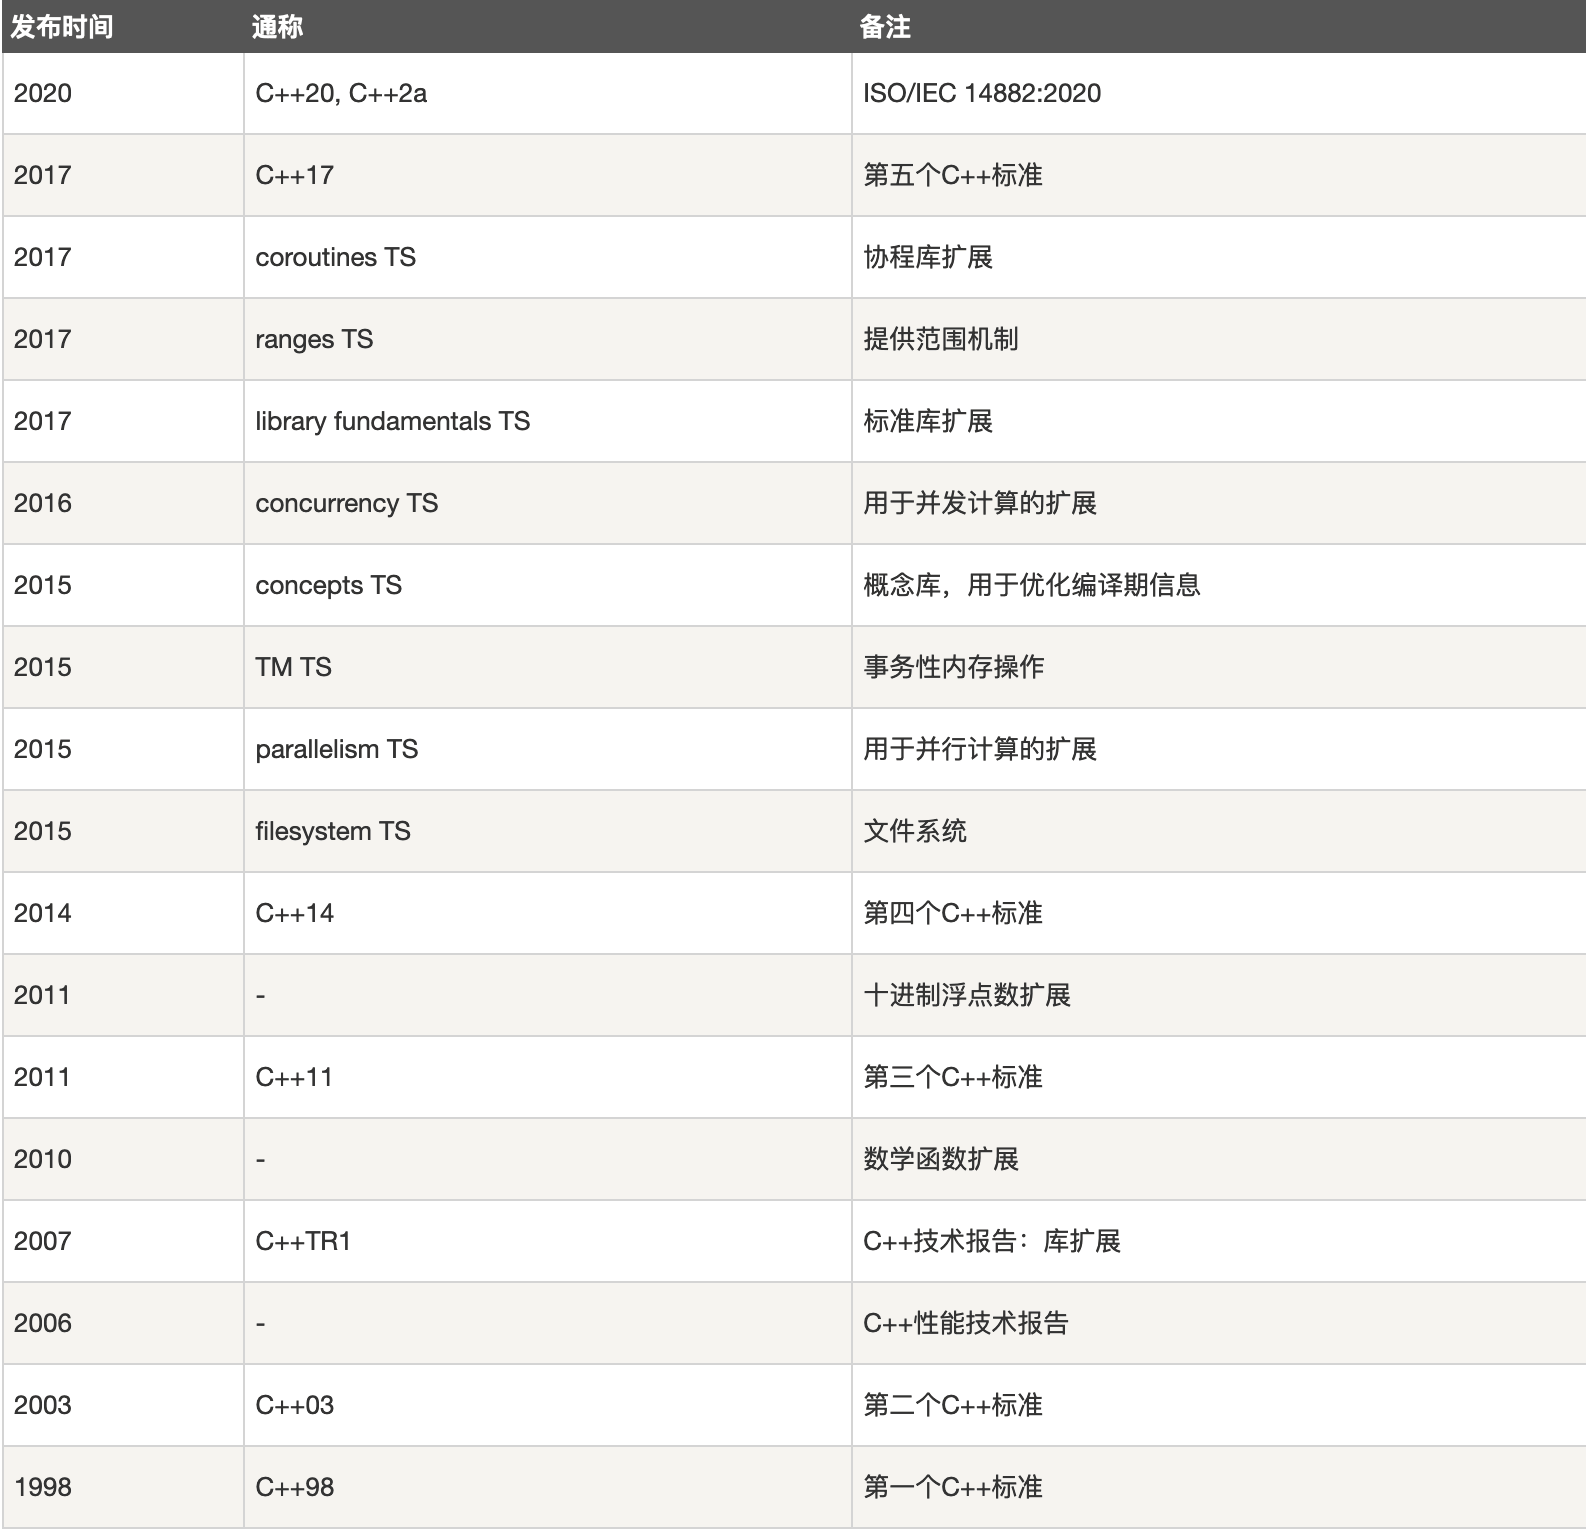 发布时间 通称 备注
2020 C++20, C++2a ISO/IEC 14882:2020
2017 C++17 第五个C++标准
2017 coroutines TS 协程库扩展
2017 ranges TS 提供范围机制
2017 library fundamentals TS 标准库扩展
2016 concurrency TS 用于并发计算的扩展
2015 concepts TS 概念库，用于优化编译期信息
2015 TM TS 事务性内存操作
2015 parallelism TS 用于并行计算的扩展
2015 filesystem TS 文件系统
2014 C++14 第四个C++标准
2011 - 十进制浮点数扩展
2011 C++11 第三个C++标准
2010 - 数学函数扩展
2007 C++TR1 C++技术报告：库扩展
2006 - C++性能技术报告
2003 C++03 第二个C++标准
1998 C++98 第一个C++标准